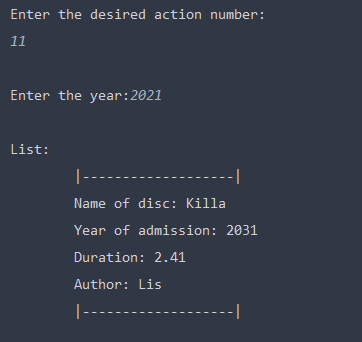 Enter the desired action number:
11
Enter the year:2021
List:
|-------------------|
Name of disc: Killa
Year of admission: 2031
Duration: 2.41
Author: Lis
|-------------------|